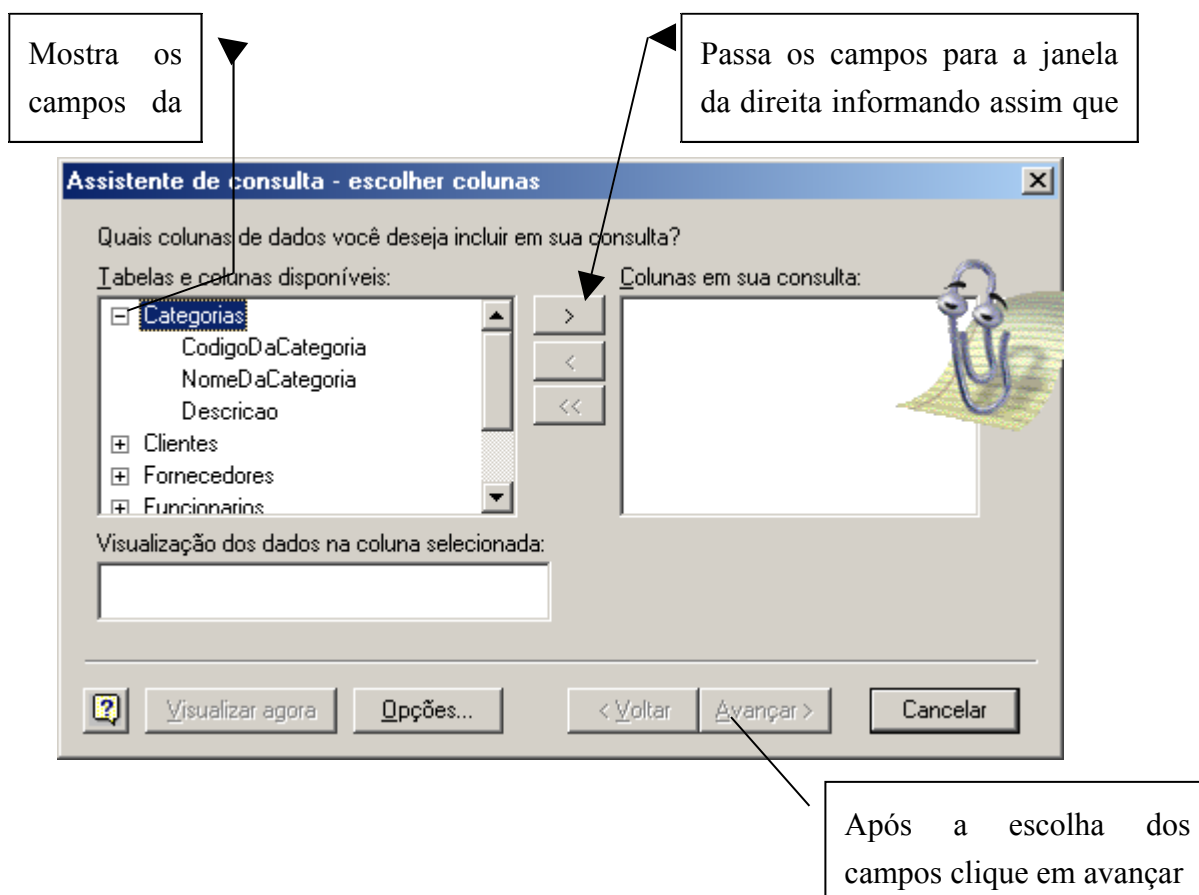 Mostra os
campos da
Passa os campos para a janela
da direita informando assim que
Assistente de consulta - escolher colunas
Quais colunas de dados você deseja incluir em sua consulta?
Tabelas e colunas disponíveis:
Colunas em sua consulta:
Categorias
CodigoDaCategoria
NomeDaCategoria
Descricao
Clientes
Fornecedores
Funcionarios
>
<
<<
Visualização dos dados na coluna selecionada:
Visualizar agora
Opções...
< Voltar
Avançar >
Cancelar
Após a escolha dos
campos clique em avançar